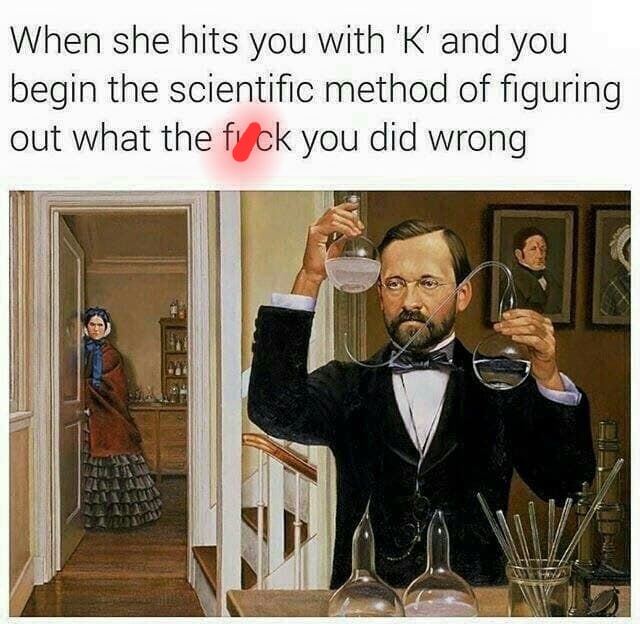 When she hits you with 'K' and you
begin the scientific method of figuring
out what the f ck you did wrong